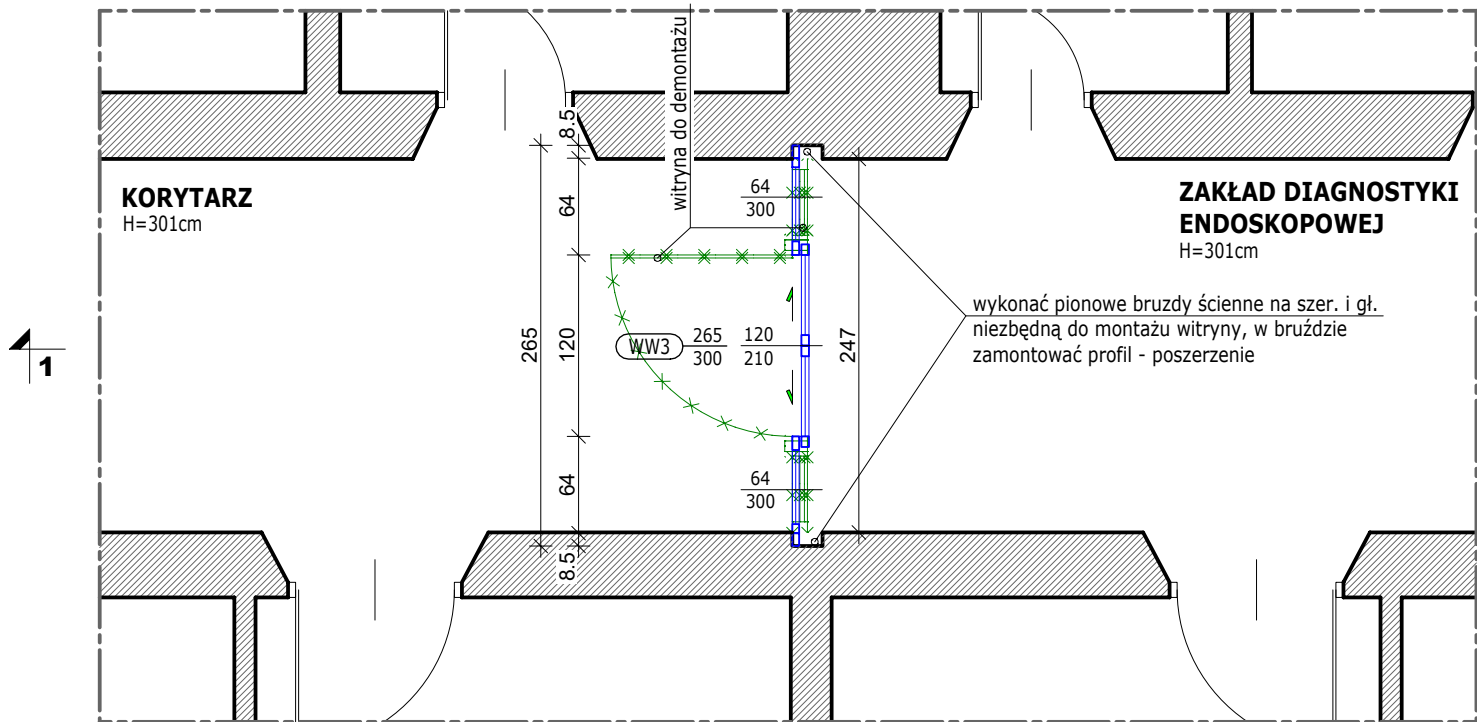 witryna do demontażu
KORYTARZ
H=301cm
ZAKŁAD DIAGNOSTYKI
ENDOSKOPOWEJ
H=301cm
8.5
64
265
120
64
8.5
64
300
WW3
265
300
120
210
247
64
300
wykonać pionowe bruzdy ścienne na szer. i gł.
niezbędną do montażu witryny, w bruździe
zamontować profil - poszerzenie
1